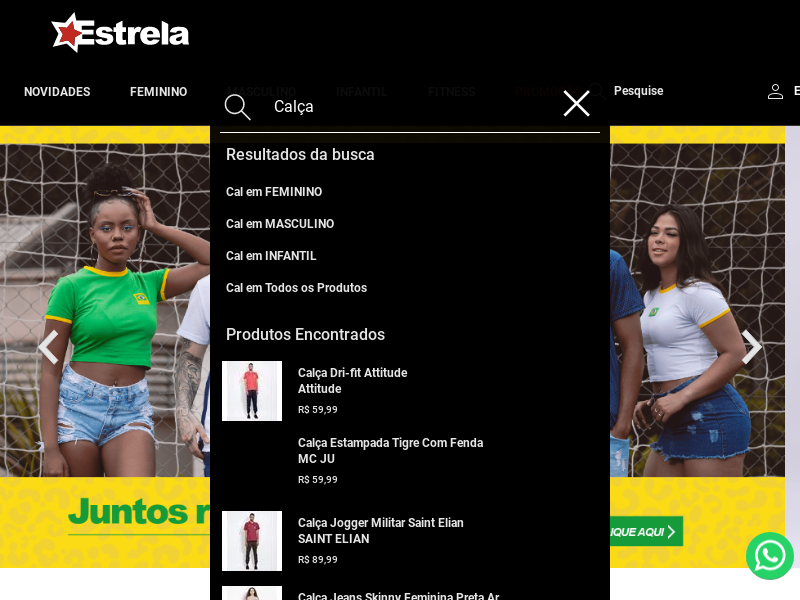 Estrela
NOVIDADES
FEMININO
MASCULINO
INFANTIL
FITNESS
Pesquise
E
Calça
Resultados da busca
Cal em FEMININO
Cal em MASCULINO
Cal em INFANTIL
Cal em Todos os Produtos
Produtos Encontrados
Calça Dri-fit Attitude
Attitude
R$ 59,99
Calça Estampada Tigre Com Fenda
MC JU
R$ 59,99
Calça Jogger Militar Saint Elian
SAINT ELIAN
R$ 89,99
Calça Jeans Skinny Feminina Preta Ar
Juntos r
IQUE AQUI